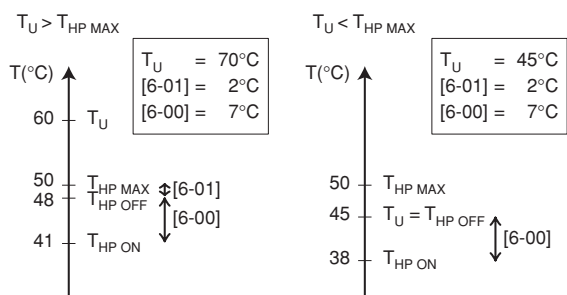 T_U > T_HP MAX
T_U = 70°C
[6-01] = 2°C
[6-00] = 7°C
T(°C)
60 T_U
50 T_HP MAX [6-01]
48 T_HP OFF
[6-00]
41 T_HP ON
T_U < T_HP MAX
T_U = 45°C
[6-01] = 2°C
[6-00] = 7°C
T(°C)
50 T_HP MAX
45 T_U = T_HP OFF
[6-00]
38 T_HP ON